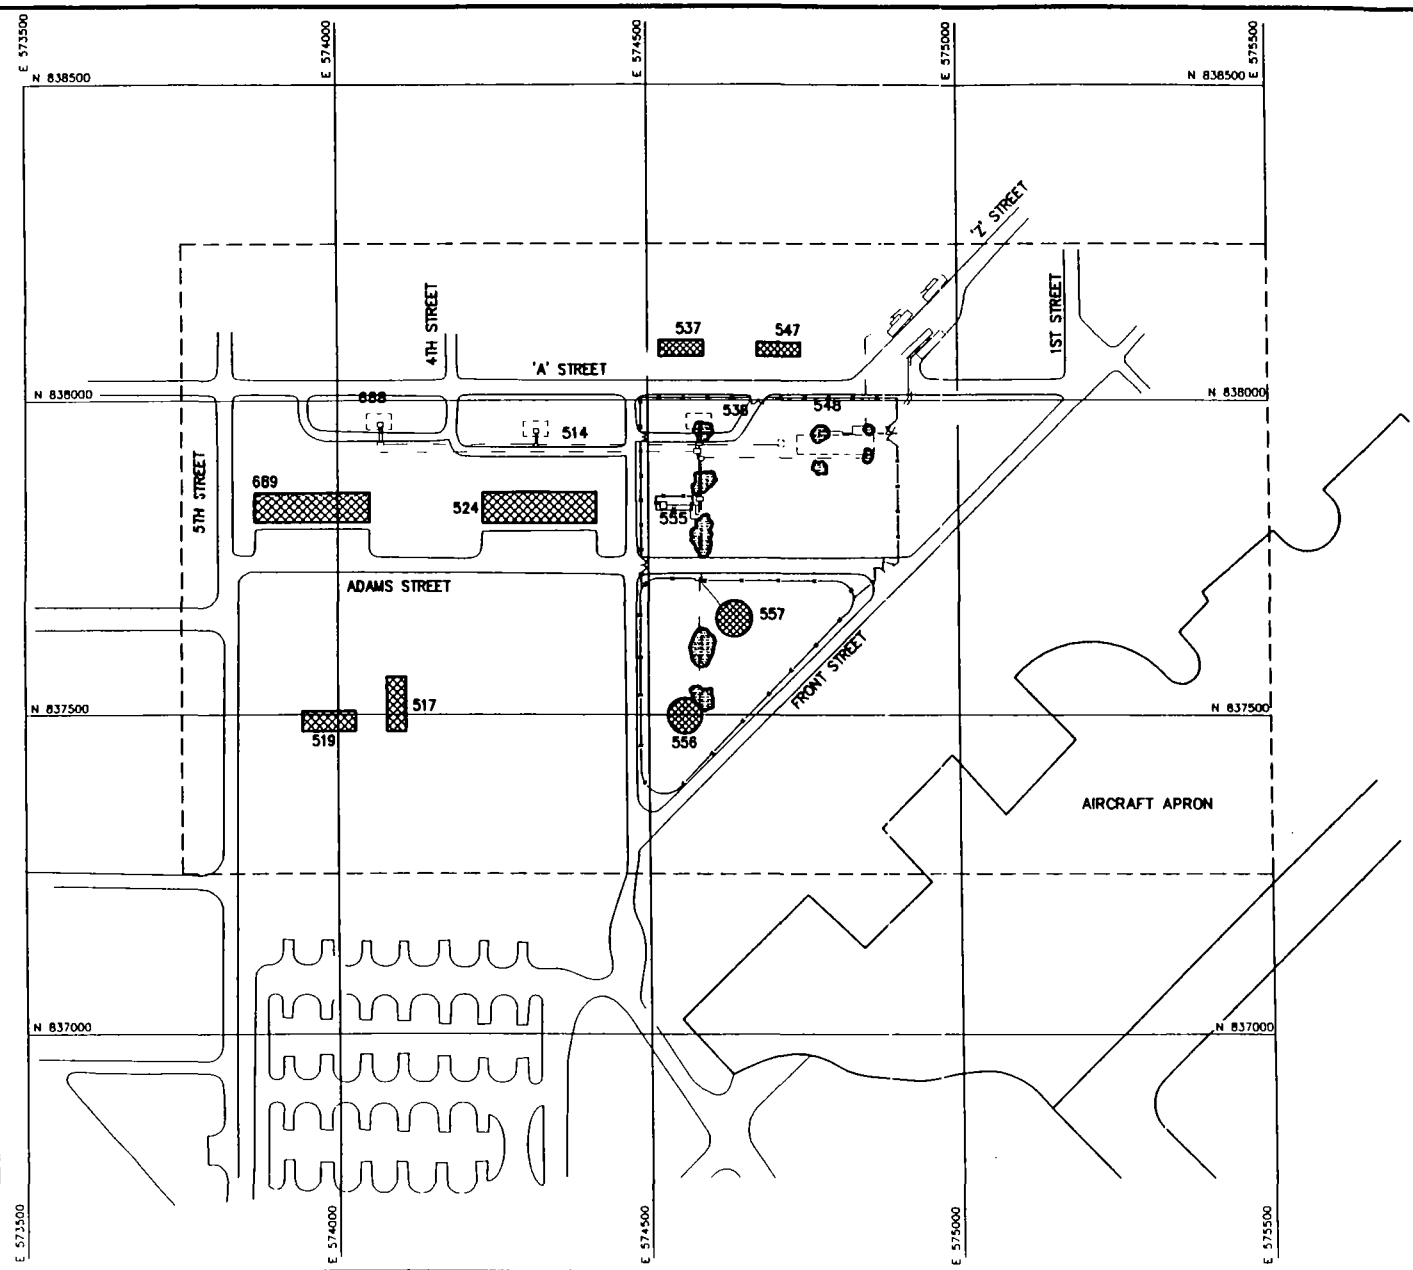 E 573500
E 574000
E 574500
E 575000
E 575500
N 838500
N 838500
'Z' STREET
4TH STREET
1ST STREET
537
547
'A' STREET
N 838000
N 838000
688
536
548
514
5TH STREET
689
524
555
ADAMS STREET
557
FRONT STREET
517
519
556
N 837500
N 837500
AIRCRAFT APRON
N 837000
N 837000
E 573500
E 574000
E 574500
E 575000
E 575500